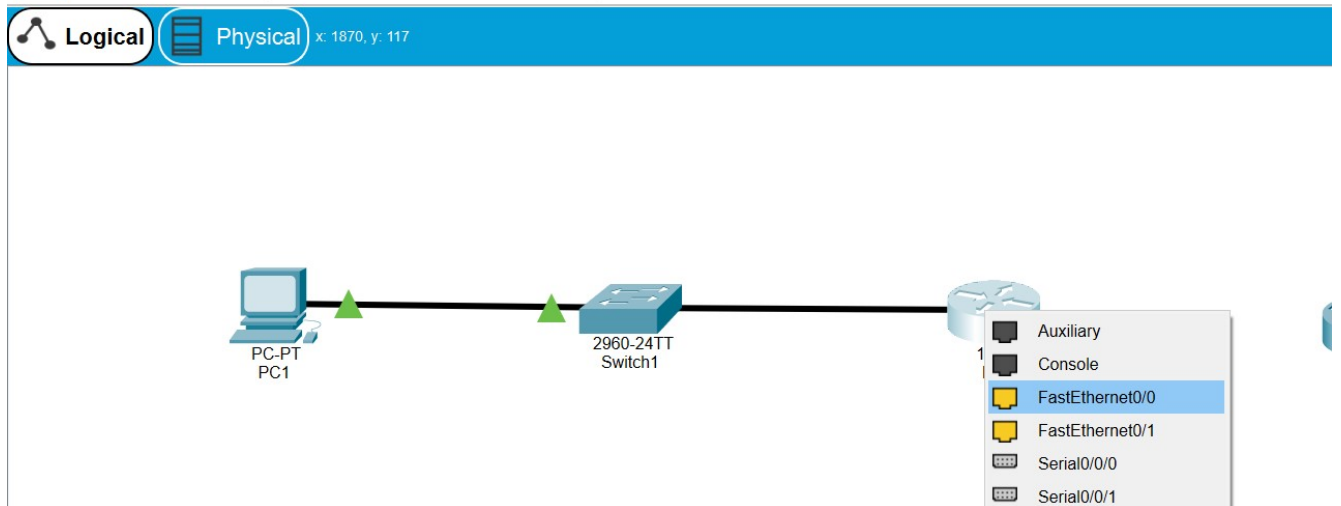 Logical
Physical
x: 1870, y: 117
PC-PT
PC1
2960-24TT
Switch1
Auxiliary
Console
FastEthernet0/0
FastEthernet0/1
Serial0/0/0
Serial0/0/1